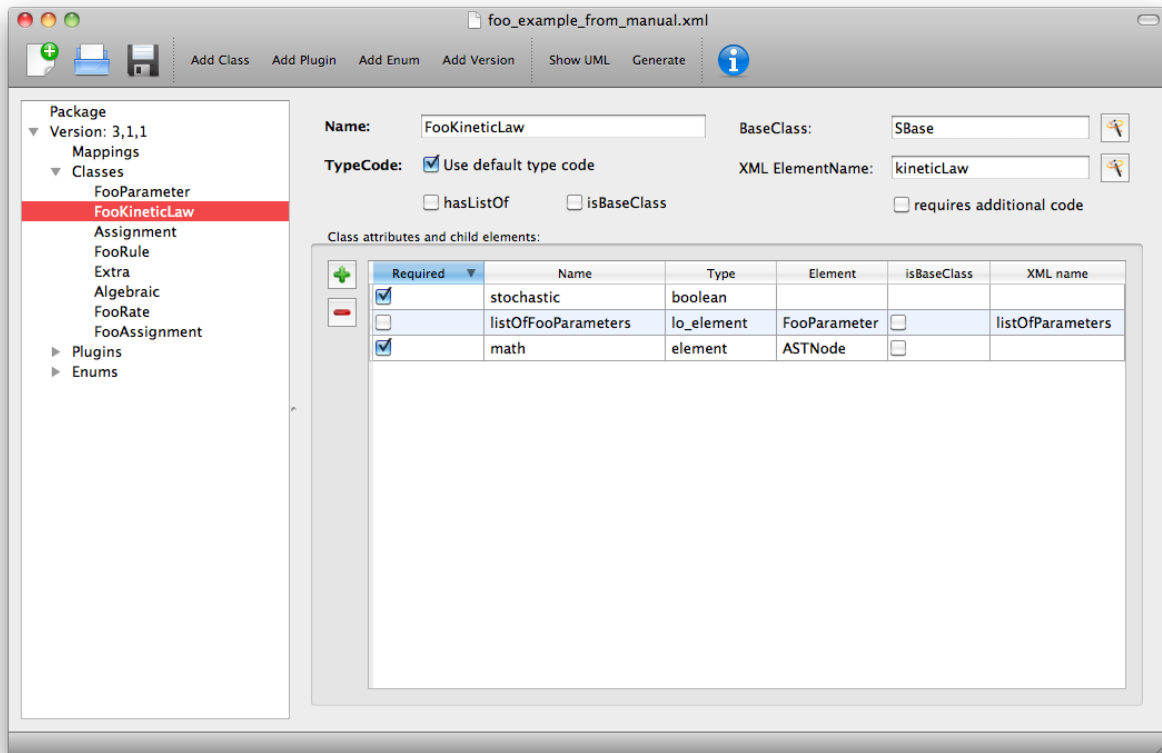 foo_example_from_manual.xml
Add Class Add Plugin Add Enum Add Version Show UML Generate
Package
Version: 3,1,1
Mappings
Classes
FooParameter
FooKineticLaw
Assignment
FooRule
Extra
Algebraic
FooRate
FooAssignment
Plugins
Enums
Name: FooKineticLaw BaseClass: SBase
TypeCode: Use default type code XML ElementName: kineticLaw
hasListOf isBaseClass requires additional code
Class attributes and child elements:
Required Name Type Element isBaseClass XML name
stochastic boolean
listOfFooParameters lo_element FooParameter listOfParameters
math element ASTNode